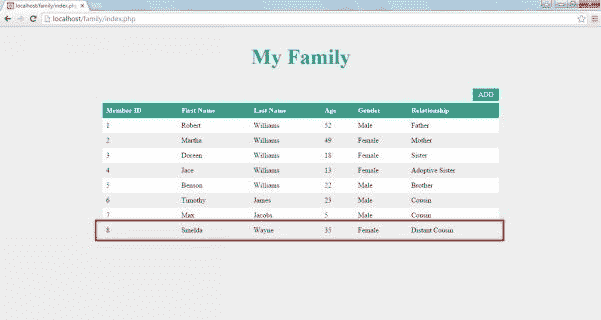 localhost/family/index.php
localhost/family/index.php
My Family
ADD
Member ID First Name Last Name Age Gender Relationship
1 Robert Williams 52 Male Father
2 Martha Williams 49 Female Mother
3 Doreen Williams 18 Female Sister
4 Jace Williams 13 Female Adoptive Sister
5 Benson Williams 22 Male Brother
6 Timothy James 23 Male Cousin
7 Max Jacobs 5 Male Cousin
8 Smelda Wayne 35 Female Distant Cousin